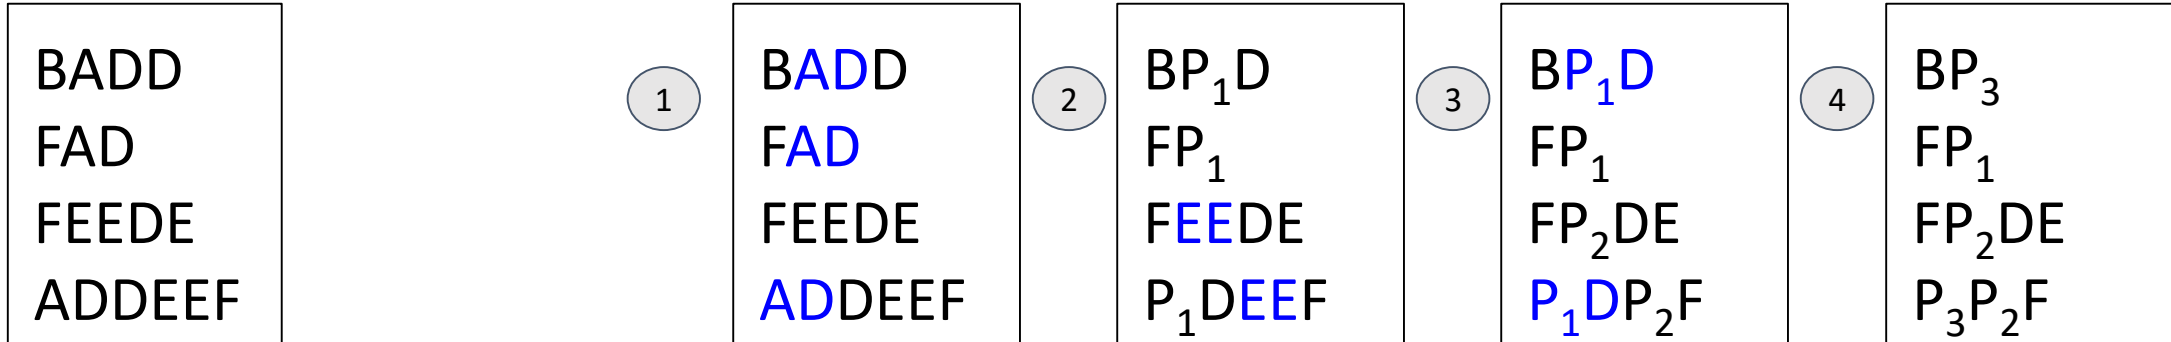 BADD
FAD
FEEDE
ADDEEF
1
BADD
FAD
FEEDE
ADDEEF
2
BP₁D
FP₁
FEEDE
P₁DEEF
3
BP₁D
FP₁
FP₂DE
P₁DP₂F
4
BP₃
FP₁
FP₂DE
P₃P₂F